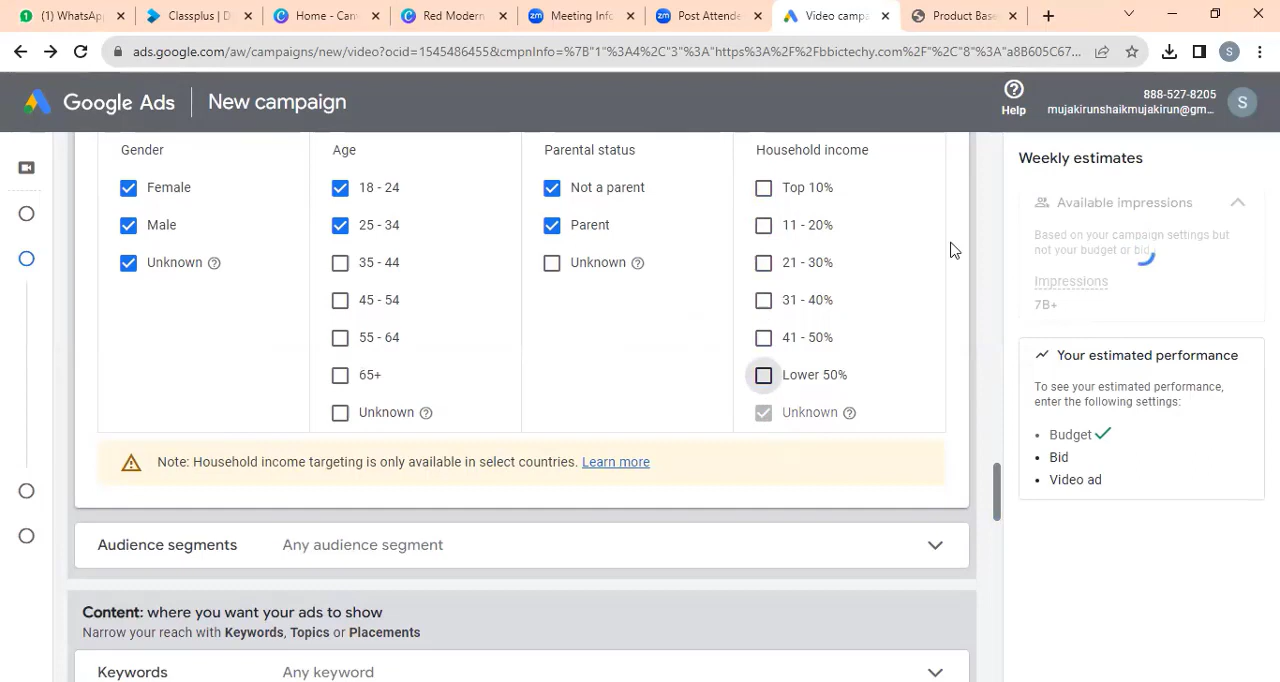 (1) WhatsApp
Classplus | D
Home - Can
Red Modern
Meeting Info
Post Attende
Video campa
Product Base
ads.google.com/aw/campaigns/new/video?ocid=1545486455&cmpnInfo=%7B"1"%3A4%2C"3"%3A"https%3A%2F%2Fbbictechy.com%2F"%2C"8"%3A"a8B605C67...
S
Google Ads
New campaign
Help
888-527-8205
mujakirunshaikmujakirun@gm...
S
Gender
Age
Parental status
Household income
Female
18 - 24
Not a parent
Top 10%
Male
25 - 34
Parent
11 - 20%
Unknown
35 - 44
Unknown
21 - 30%
45 - 54
31 - 40%
55 - 64
41 - 50%
65+
Lower 50%
Unknown
Unknown
Note: Household income targeting is only available in select countries. Learn more
Audience segments
Any audience segment
Content: where you want your ads to show
Narrow your reach with Keywords, Topics or Placements
Keywords
Any keyword
Weekly estimates
Available impressions
Based on your campaign settings but
not your budget or bid
Impressions
7B+
Your estimated performance
To see your estimated performance,
enter the following settings:
Budget
Bid
Video ad